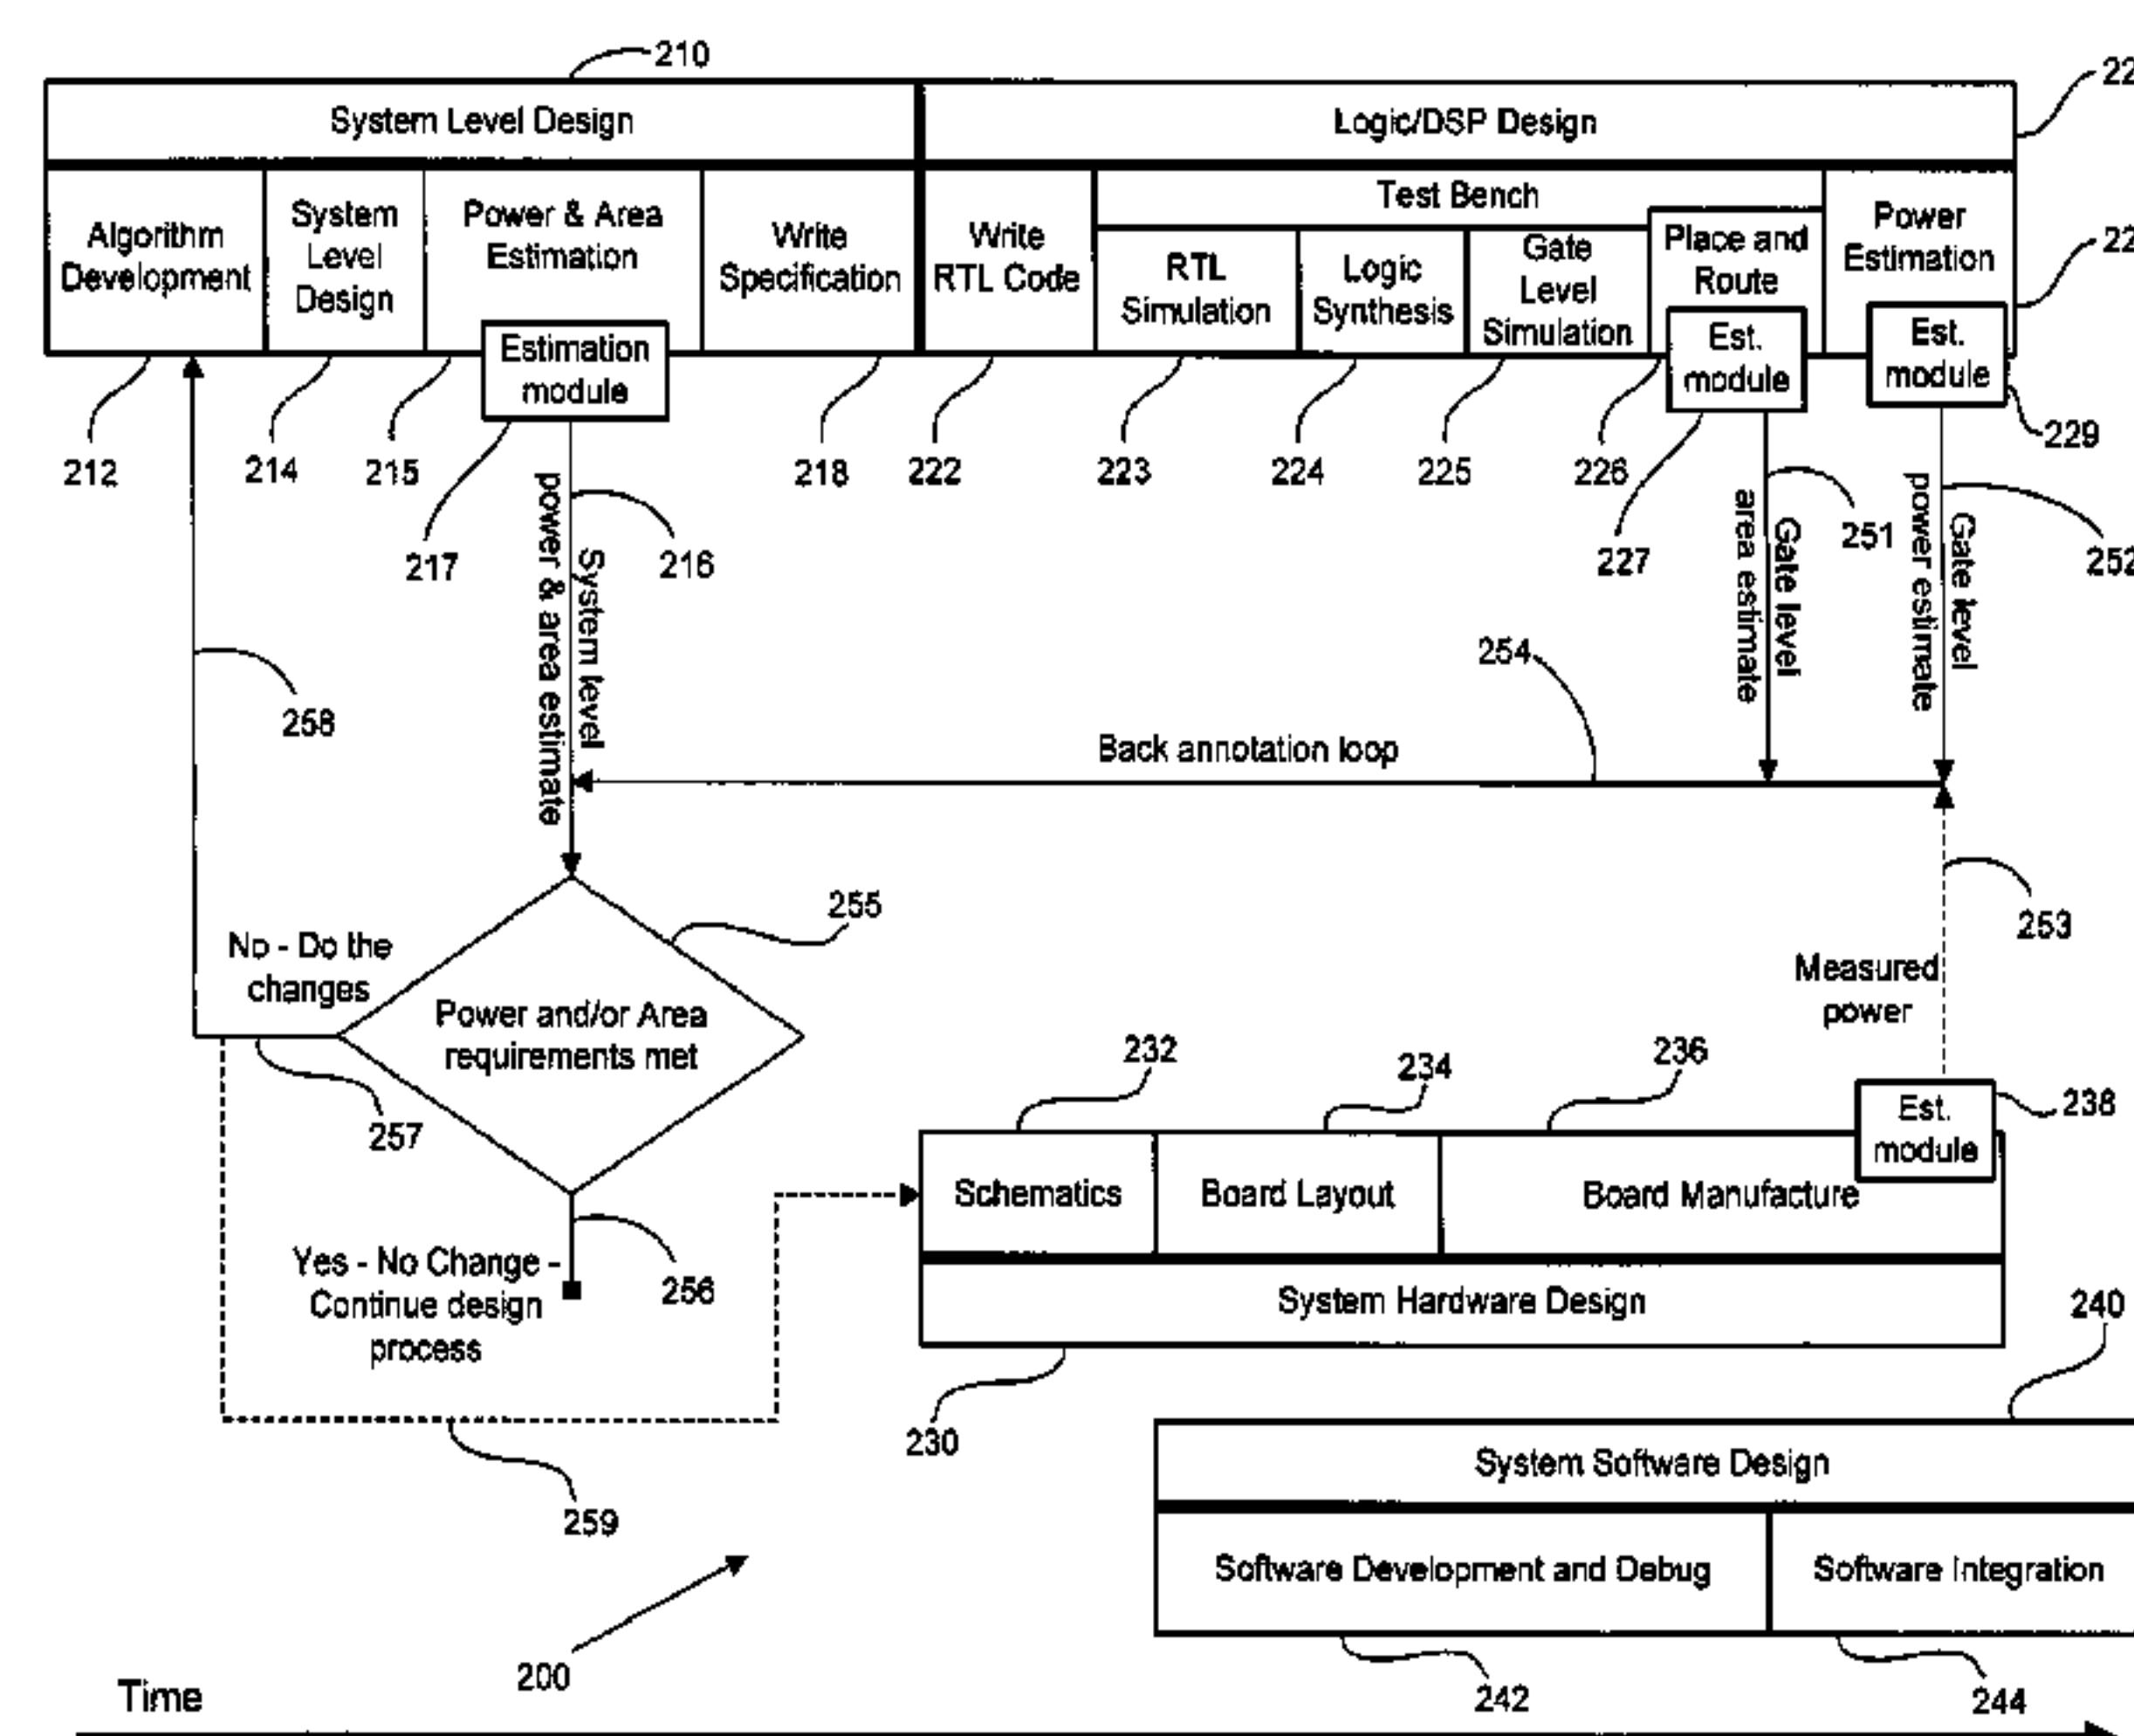 210
22
System Level Design
Logic/DSP Design
Algorithm
Development
System
Level
Design
Power & Area
Estimation
Estimation
module
Write
Specification
Write
RTL Code
Test Bench
RTL
Simulation
Logic
Synthesis
Gate
Level
Simulation
Place and
Route
Est.
module
Power
Estimation
Est.
module
22
229
212
214
215
217
216
218
222
223
224
225
226
227
251
252
System level
power & area estimate
Gate level
area estimate
Gate level
power estimate
258
254
Back annotation loop
255
253
No - Do the
changes
Power and/or Area
requirements met
Measured
power
257
232
234
236
238
Est.
module
Schematics
Board Layout
Board Manufacture
System Hardware Design
Yes - No Change -
Continue design
process
256
230
240
259
System Software Design
Software Development and Debug
Software Integration
200
242
244
Time